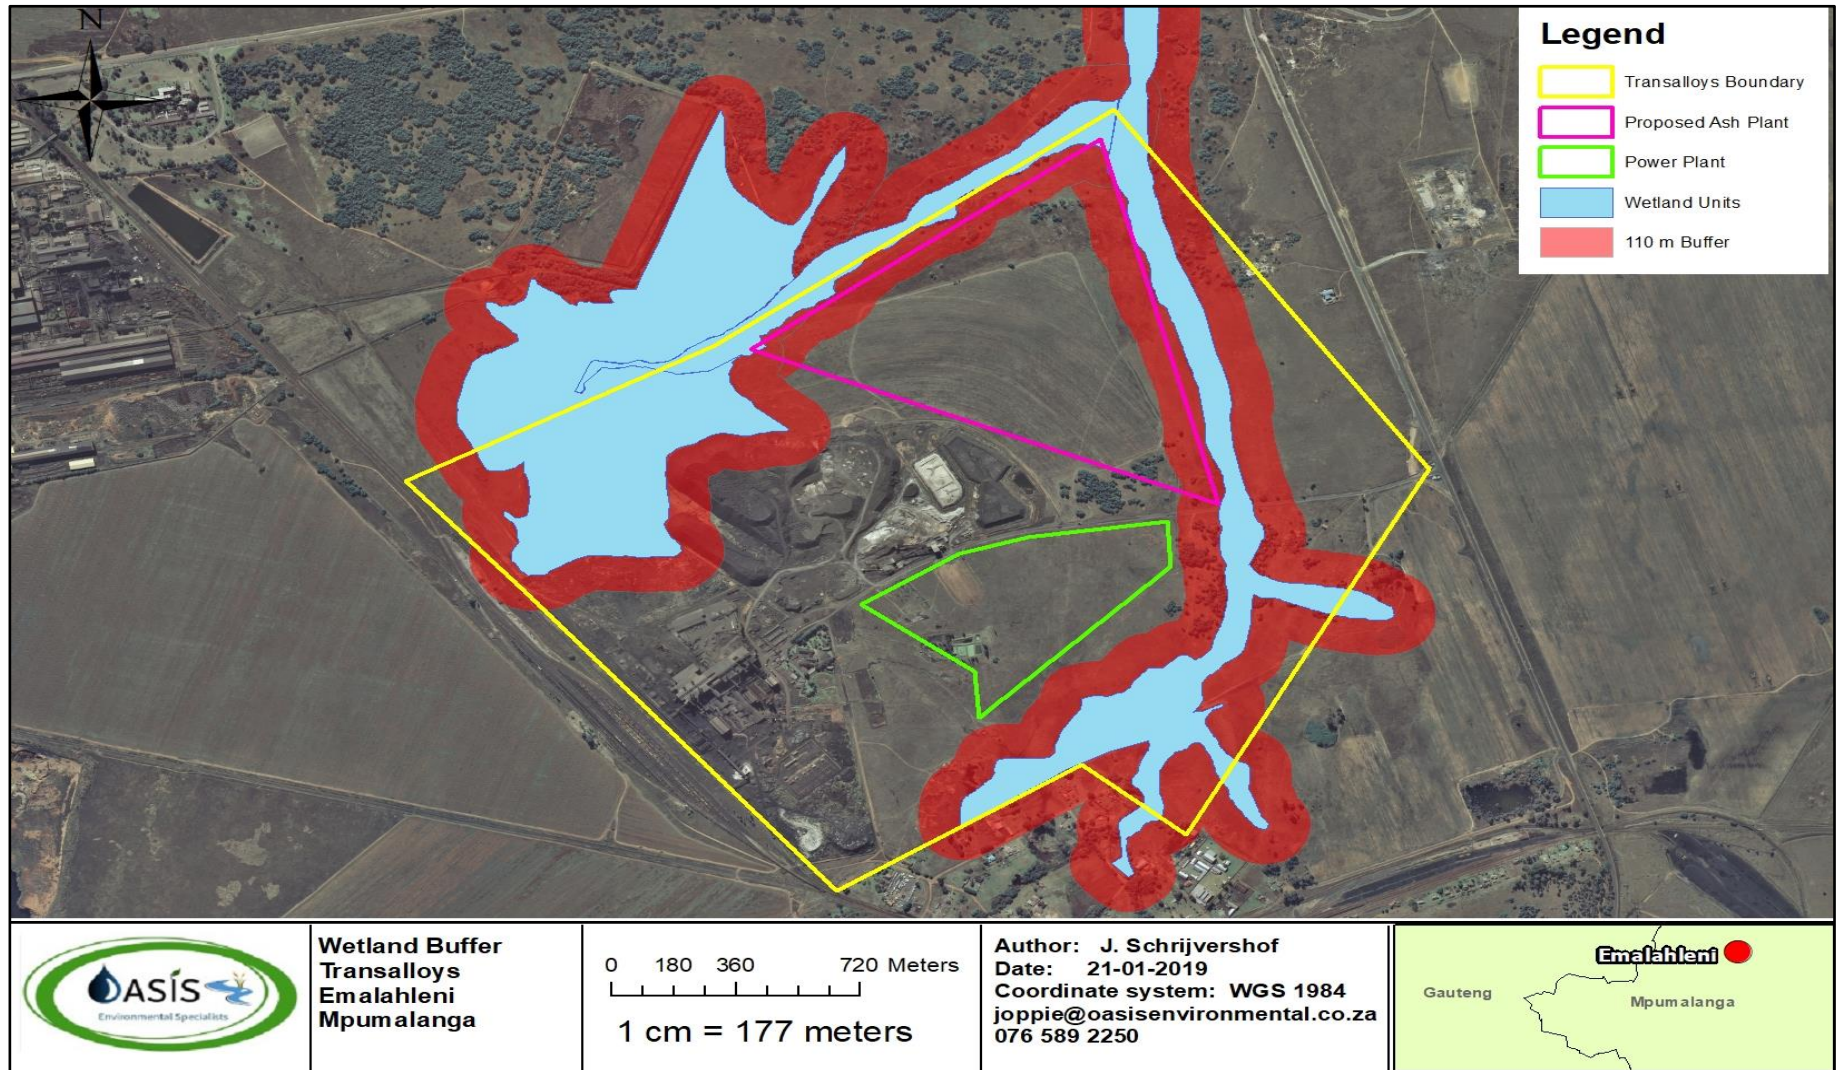 N
Legend
Transalloys Boundary
Proposed Ash Plant
Power Plant
Wetland Units
110 m Buffer
OASIS
Environmental Specialists
Wetland Buffer
Transalloys
Emalahleni
Mpumalanga
0 180 360 720 Meters
1 cm = 177 meters
Author: J. Schrijvershof
Date: 21-01-2019
Coordinate system: WGS 1984
joppie@oasisenvironmental.co.za
076 589 2250
Emalahleni
Gauteng
Mpumalanga